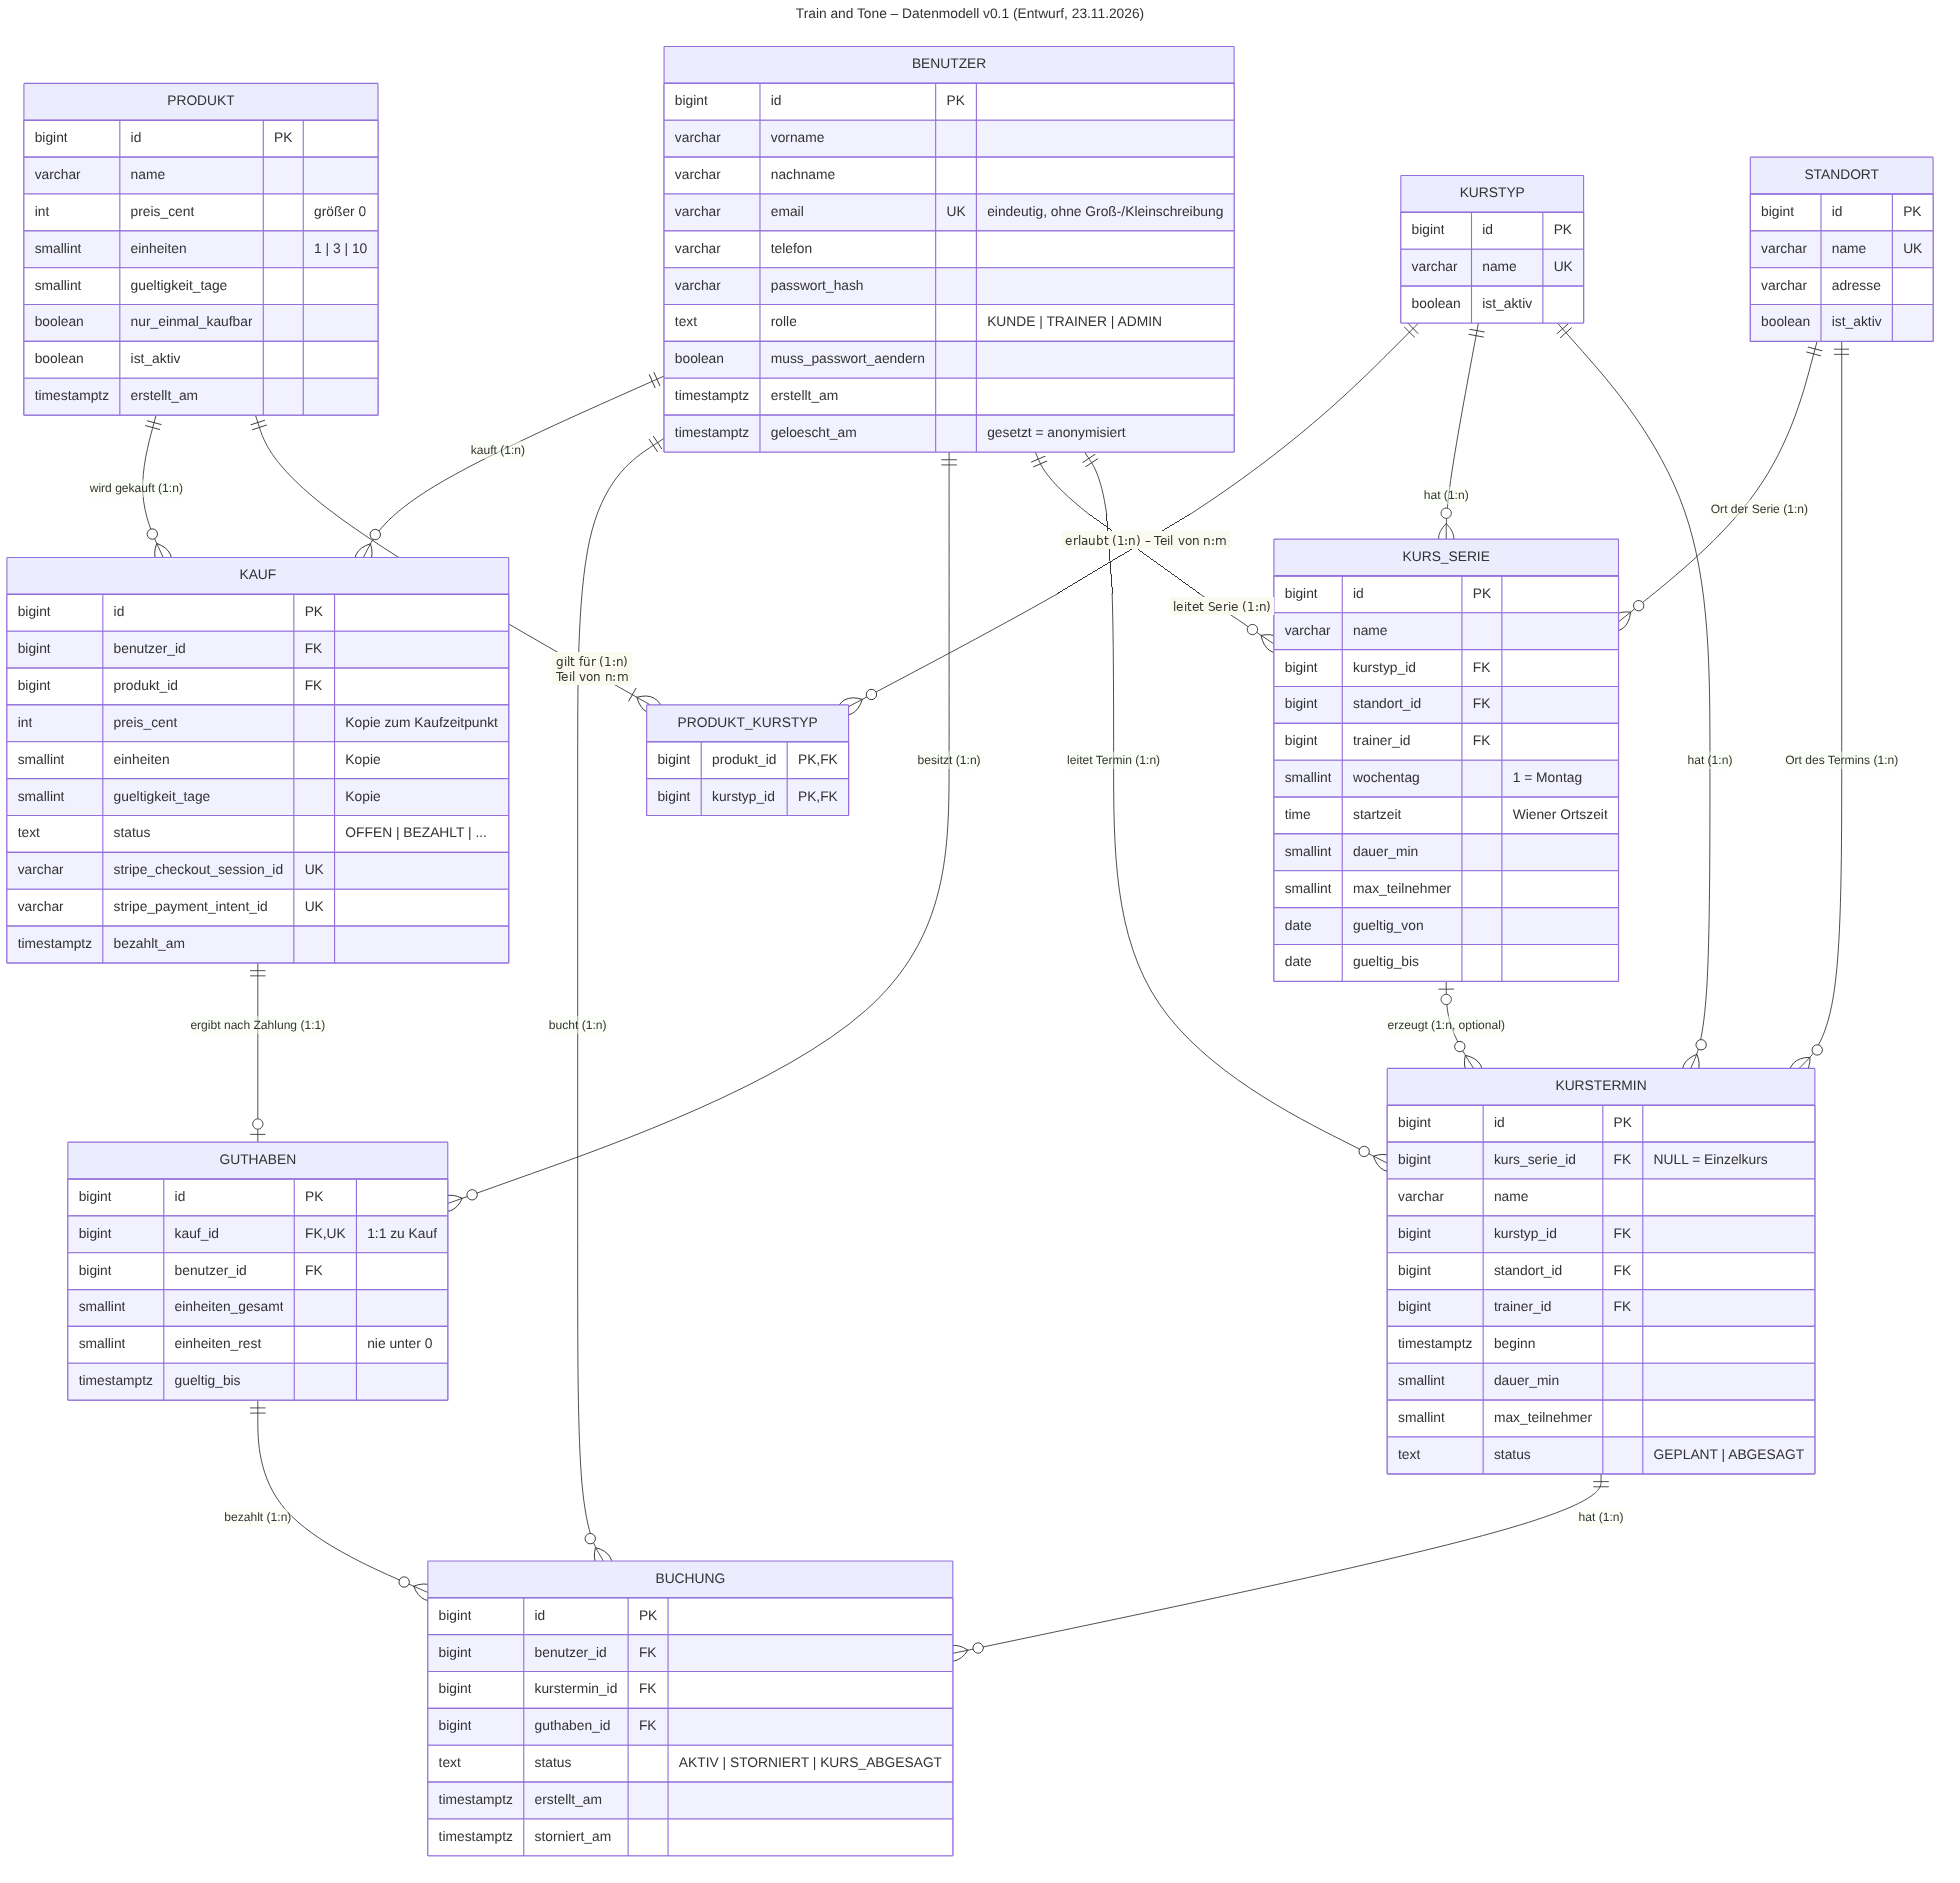 Train and Tone – Datenmodell v0.1 (Entwurf, 23.11.2026)
PRODUKT
bigint id PK
varchar name
int preis_cent größer 0
smallint einheiten 1 | 3 | 10
smallint gueltigkeit_tage
boolean nur_einmal_kaufbar
boolean ist_aktiv
timestamptz erstellt_am
BENUTZER
bigint id PK
varchar vorname
varchar nachname
varchar email UK eindeutig, ohne Groß-/Kleinschreibung
varchar telefon
varchar passwort_hash
text rolle KUNDE | TRAINER | ADMIN
boolean muss_passwort_aendern
timestamptz erstellt_am
timestamptz geloescht_am gesetzt = anonymisiert
KURSTYP
bigint id PK
varchar name UK
boolean ist_aktiv
STANDORT
bigint id PK
varchar name UK
varchar adresse
boolean ist_aktiv
wird gekauft (1:n)
kauft (1:n)
erlaubt (1:n) – Teil von n:m
hat (1:n)
Ort der Serie (1:n)
leitet Serie (1:n)
gilt für (1:n)
Teil von n:m
KAUF
bigint id PK
bigint benutzer_id FK
bigint produkt_id FK
int preis_cent Kopie zum Kaufzeitpunkt
smallint einheiten Kopie
smallint gueltigkeit_tage Kopie
text status OFFEN | BEZAHLT | ...
varchar stripe_checkout_session_id UK
varchar stripe_payment_intent_id UK
timestamptz bezahlt_am
PRODUKT_KURSTYP
bigint produkt_id PK,FK
bigint kurstyp_id PK,FK
KURS_SERIE
bigint id PK
varchar name
bigint kurstyp_id FK
bigint standort_id FK
bigint trainer_id FK
smallint wochentag 1 = Montag
time startzeit Wiener Ortszeit
smallint dauer_min
smallint max_teilnehmer
date gueltig_von
date gueltig_bis
besitzt (1:n)
leitet Termin (1:n)
hat (1:n)
Ort des Termins (1:n)
ergibt nach Zahlung (1:1)
bucht (1:n)
erzeugt (1:n, optional)
GUTHABEN
bigint id PK
bigint kauf_id FK,UK 1:1 zu Kauf
bigint benutzer_id FK
smallint einheiten_gesamt
smallint einheiten_rest nie unter 0
timestamptz gueltig_bis
KURSTERMIN
bigint id PK
bigint kurs_serie_id FK NULL = Einzelkurs
varchar name
bigint kurstyp_id FK
bigint standort_id FK
bigint trainer_id FK
timestamptz beginn
smallint dauer_min
smallint max_teilnehmer
text status GEPLANT | ABGESAGT
bezahlt (1:n)
hat (1:n)
BUCHUNG
bigint id PK
bigint benutzer_id FK
bigint kurstermin_id FK
bigint guthaben_id FK
text status AKTIV | STORNIERT | KURS_ABGESAGT
timestamptz erstellt_am
timestamptz storniert_am